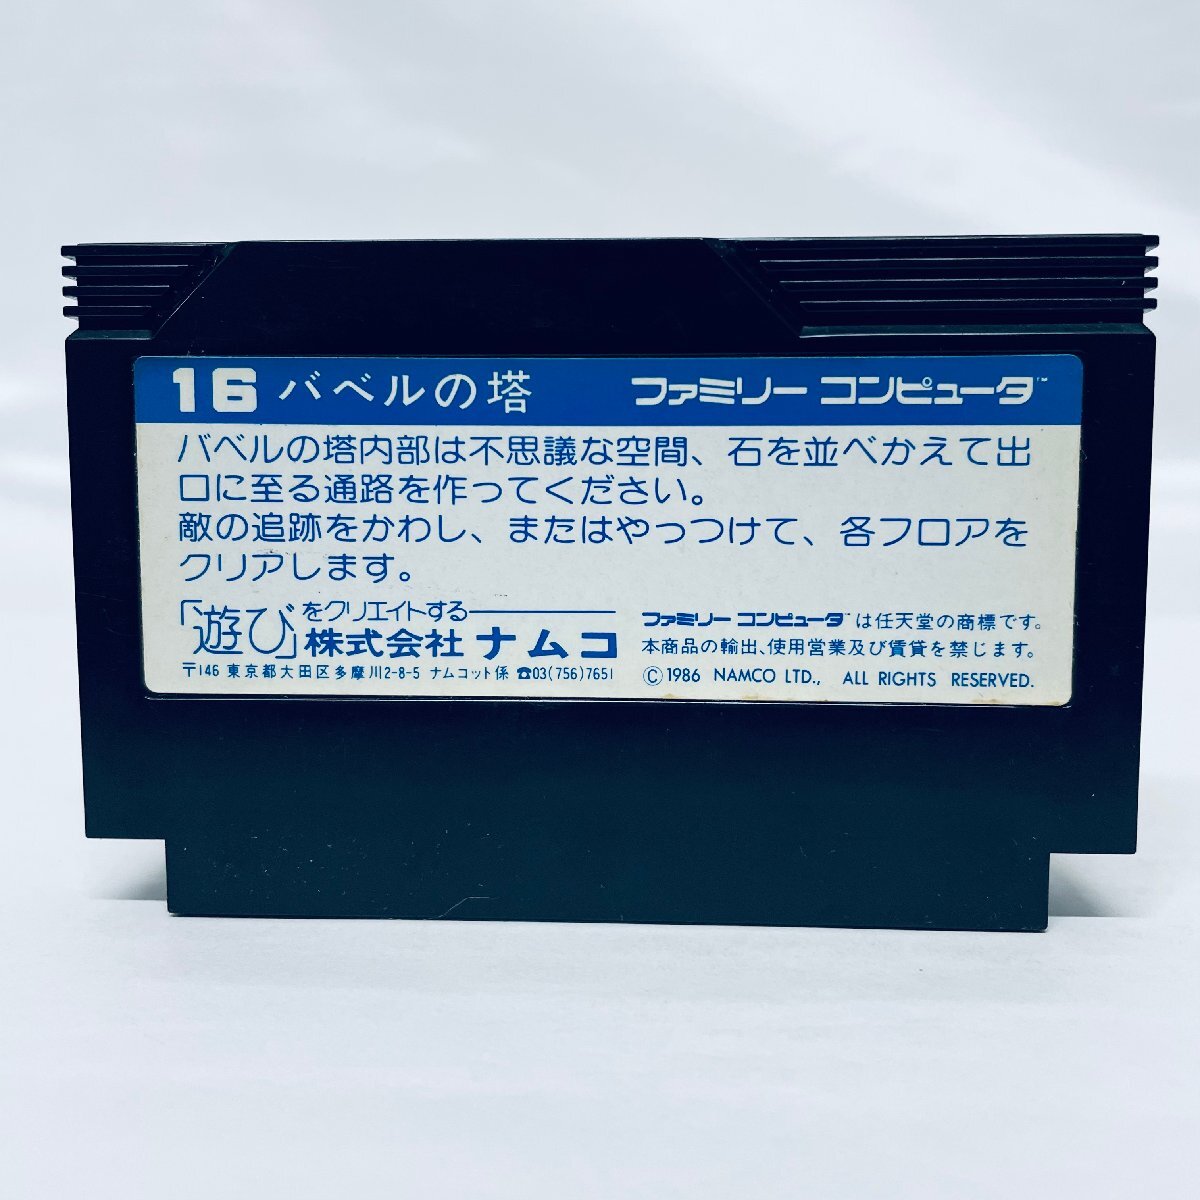 16 バベルの塔 ファミリー コンピュータ™
バベルの塔内部は不思議な空間、石を並べかえて出
口に至る通路を作ってください。
敵の追跡をかわし、またはやっつけて、各フロアを
クリアします。
「遊び」をクリエイトする
株式会社 ナムコ
〒146 東京都大田区多摩川2-8-5 ナムコット係 ☎03(756)7651
ファミリー コンピュータ™は任天堂の商標です。
本商品の輸出、使用営業及び賃貸を禁じます。
©1986 NAMCO LTD., ALL RIGHTS RESERVED.